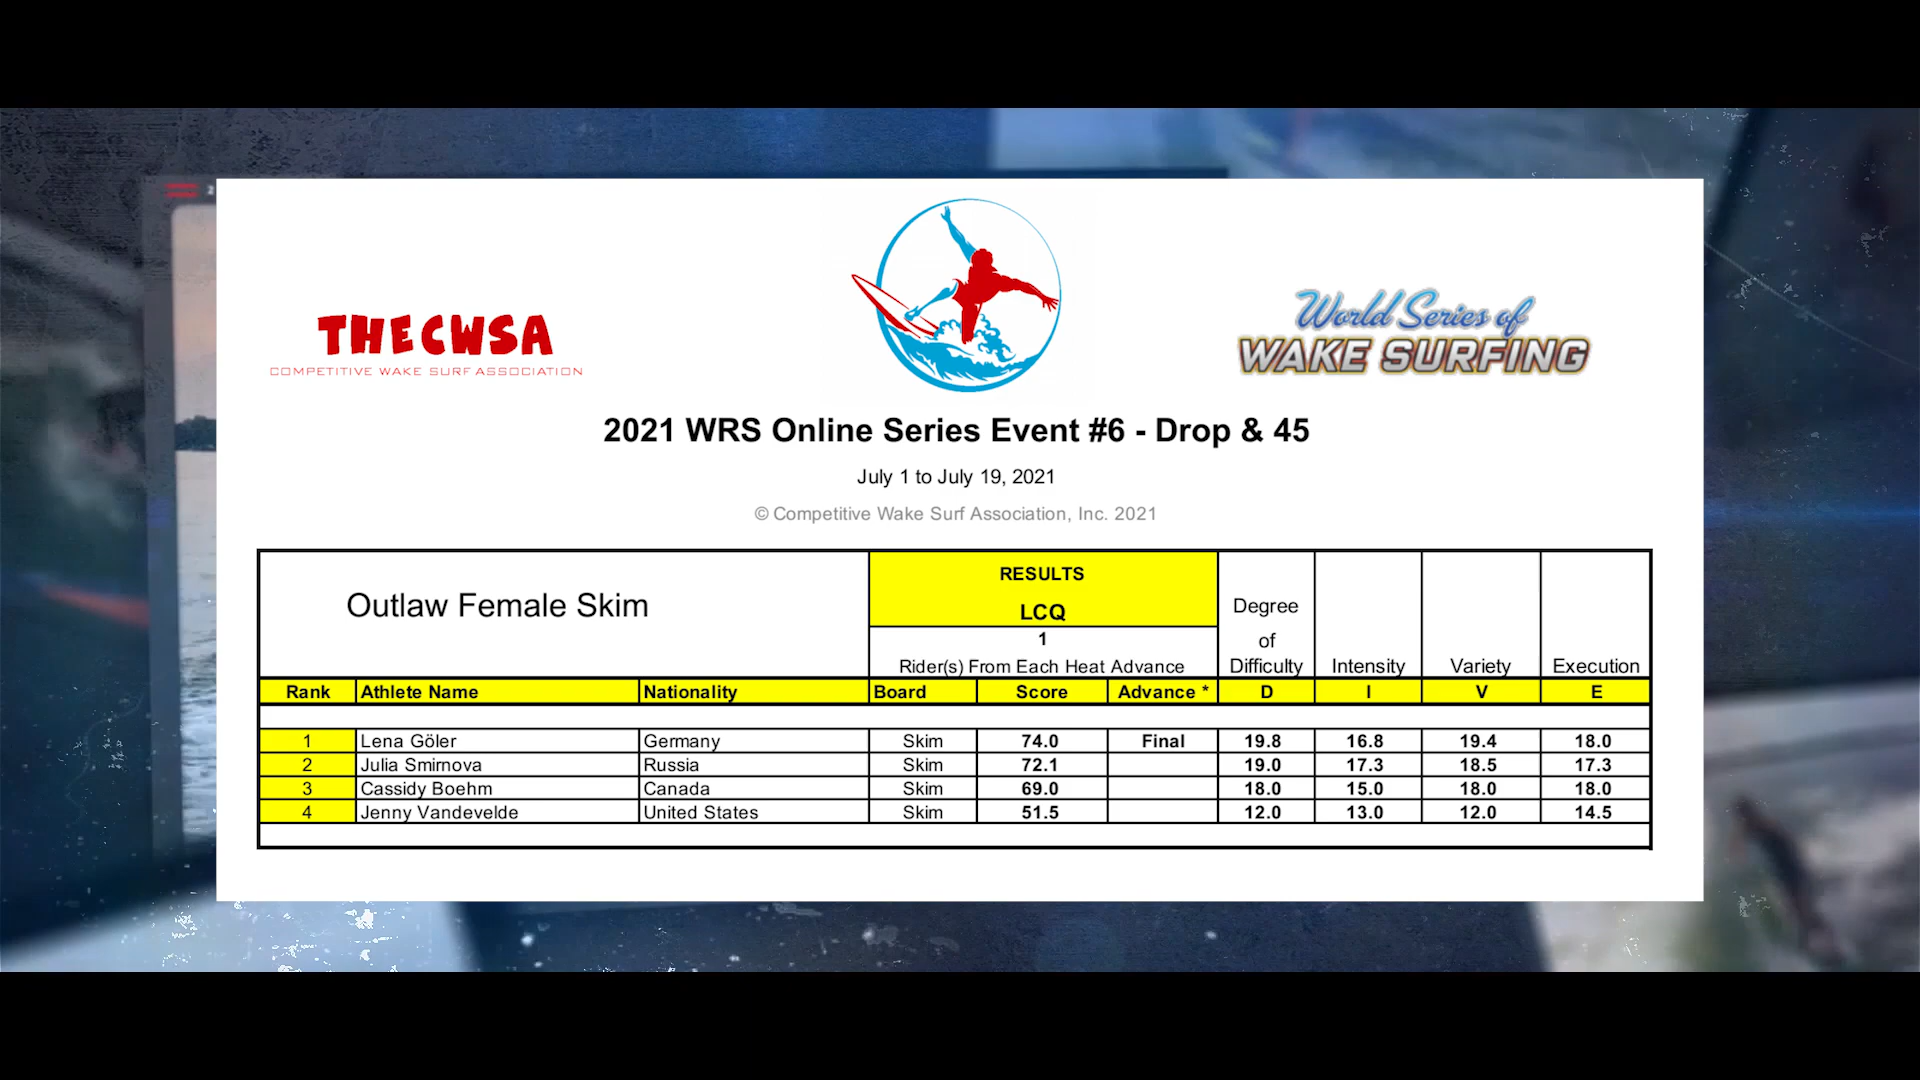 THECWSA
COMPETITIVE WAKE SURF ASSOCIATION
World Series of
WAKE SURFING
2021 WRS Online Series Event #6 - Drop & 45
July 1 to July 19, 2021
© Competitive Wake Surf Association, Inc. 2021
Outlaw Female Skim
RESULTS
LCQ
1
Rider(s) From Each Heat Advance
Degree
of
Difficulty Intensity Variety Execution
Rank Athlete Name Nationality Board Score Advance * D I V E
1 Lena Göler Germany Skim 74.0 Final 19.8 16.8 19.4 18.0
2 Julia Smirnova Russia Skim 72.1 19.0 17.3 18.5 17.3
3 Cassidy Boehm Canada Skim 69.0 18.0 15.0 18.0 18.0
4 Jenny Vandevelde United States Skim 51.5 12.0 13.0 12.0 14.5